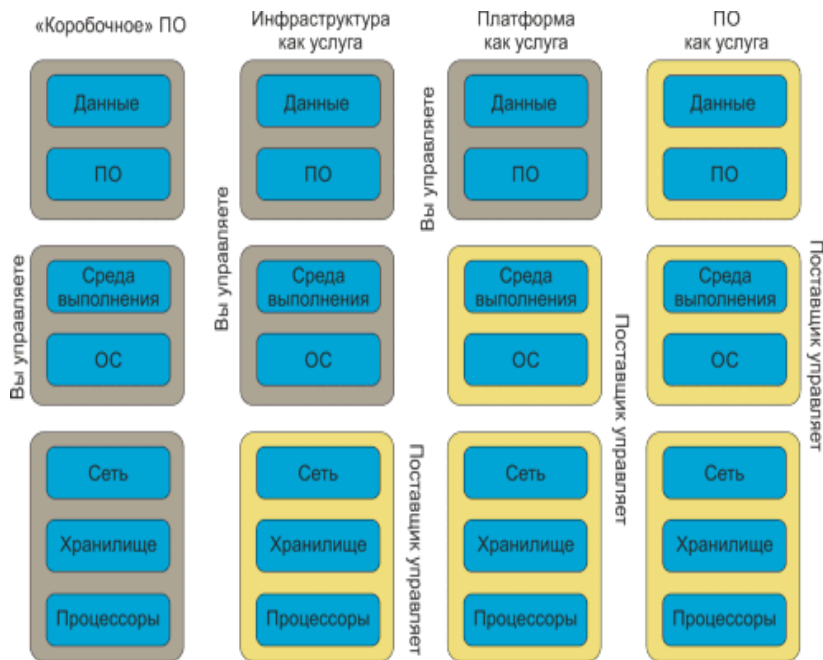 «Коробочное» ПО
Инфраструктура
как услуга
Платформа
как услуга
ПО
как услуга
Данные
ПО
Вы управляете
Среда
выполнения
ОС
Сеть
Хранилище
Процессоры
Данные
ПО
Вы управляете
Среда
выполнения
ОС
Сеть
Хранилище
Процессоры
Поставщик управляет
Данные
ПО
Вы управляете
Среда
выполнения
ОС
Сеть
Хранилище
Процессоры
Поставщик управляет
Данные
ПО
Среда
выполнения
ОС
Сеть
Хранилище
Процессоры
Поставщик управляет